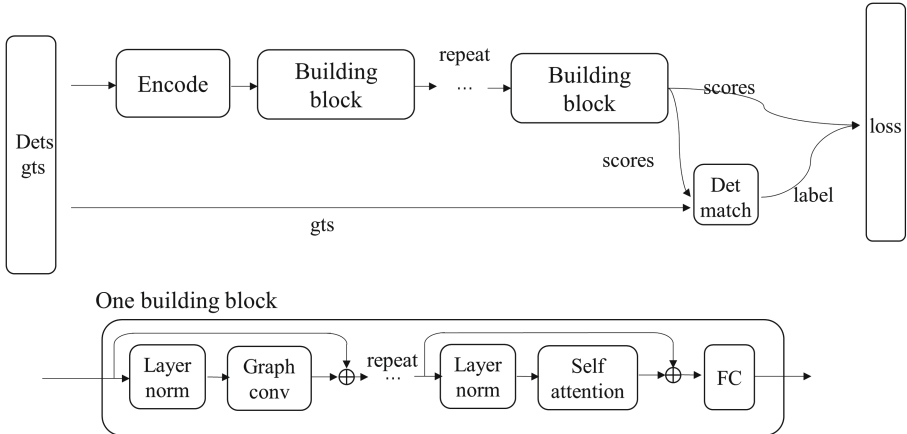 Dets
gts
Encode
Building
block
repeat
...
Building
block
scores
scores
Det
match
label
gts
loss
One building block
Layer
norm
Graph
conv
repeat
...
Layer
norm
Self
attention
FC